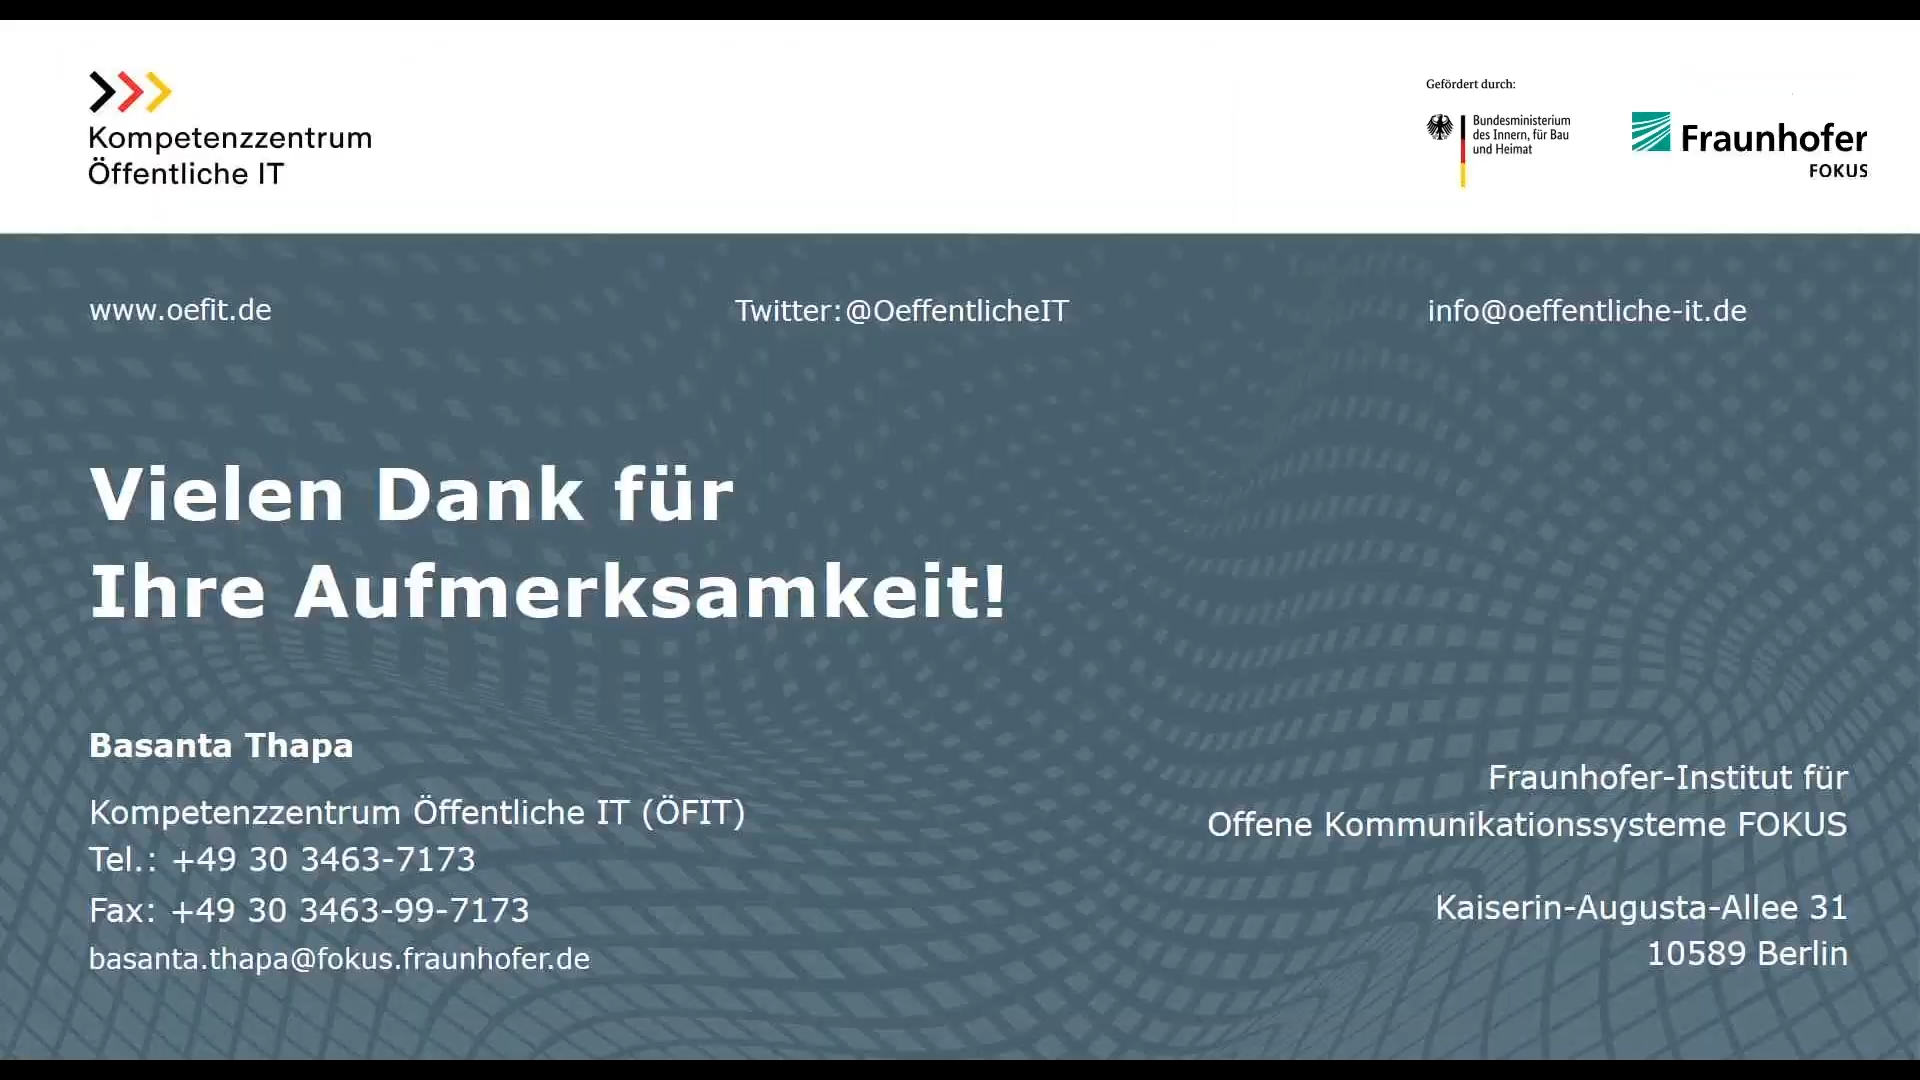 Kompetenzzentrum
Öffentliche IT
Gefördert durch:
Bundesministerium
des Innern, für Bau
und Heimat
Fraunhofer
FOKUS
www.oefit.de
Twitter:@OeffentlicheIT
info@oeffentliche-it.de
Vielen Dank für
Ihre Aufmerksamkeit!
Basanta Thapa
Kompetenzzentrum Öffentliche IT (ÖFIT)
Tel.: +49 30 3463-7173
Fax: +49 30 3463-99-7173
basanta.thapa@fokus.fraunhofer.de
Fraunhofer-Institut für
Offene Kommunikationssysteme FOKUS
Kaiserin-Augusta-Allee 31
10589 Berlin